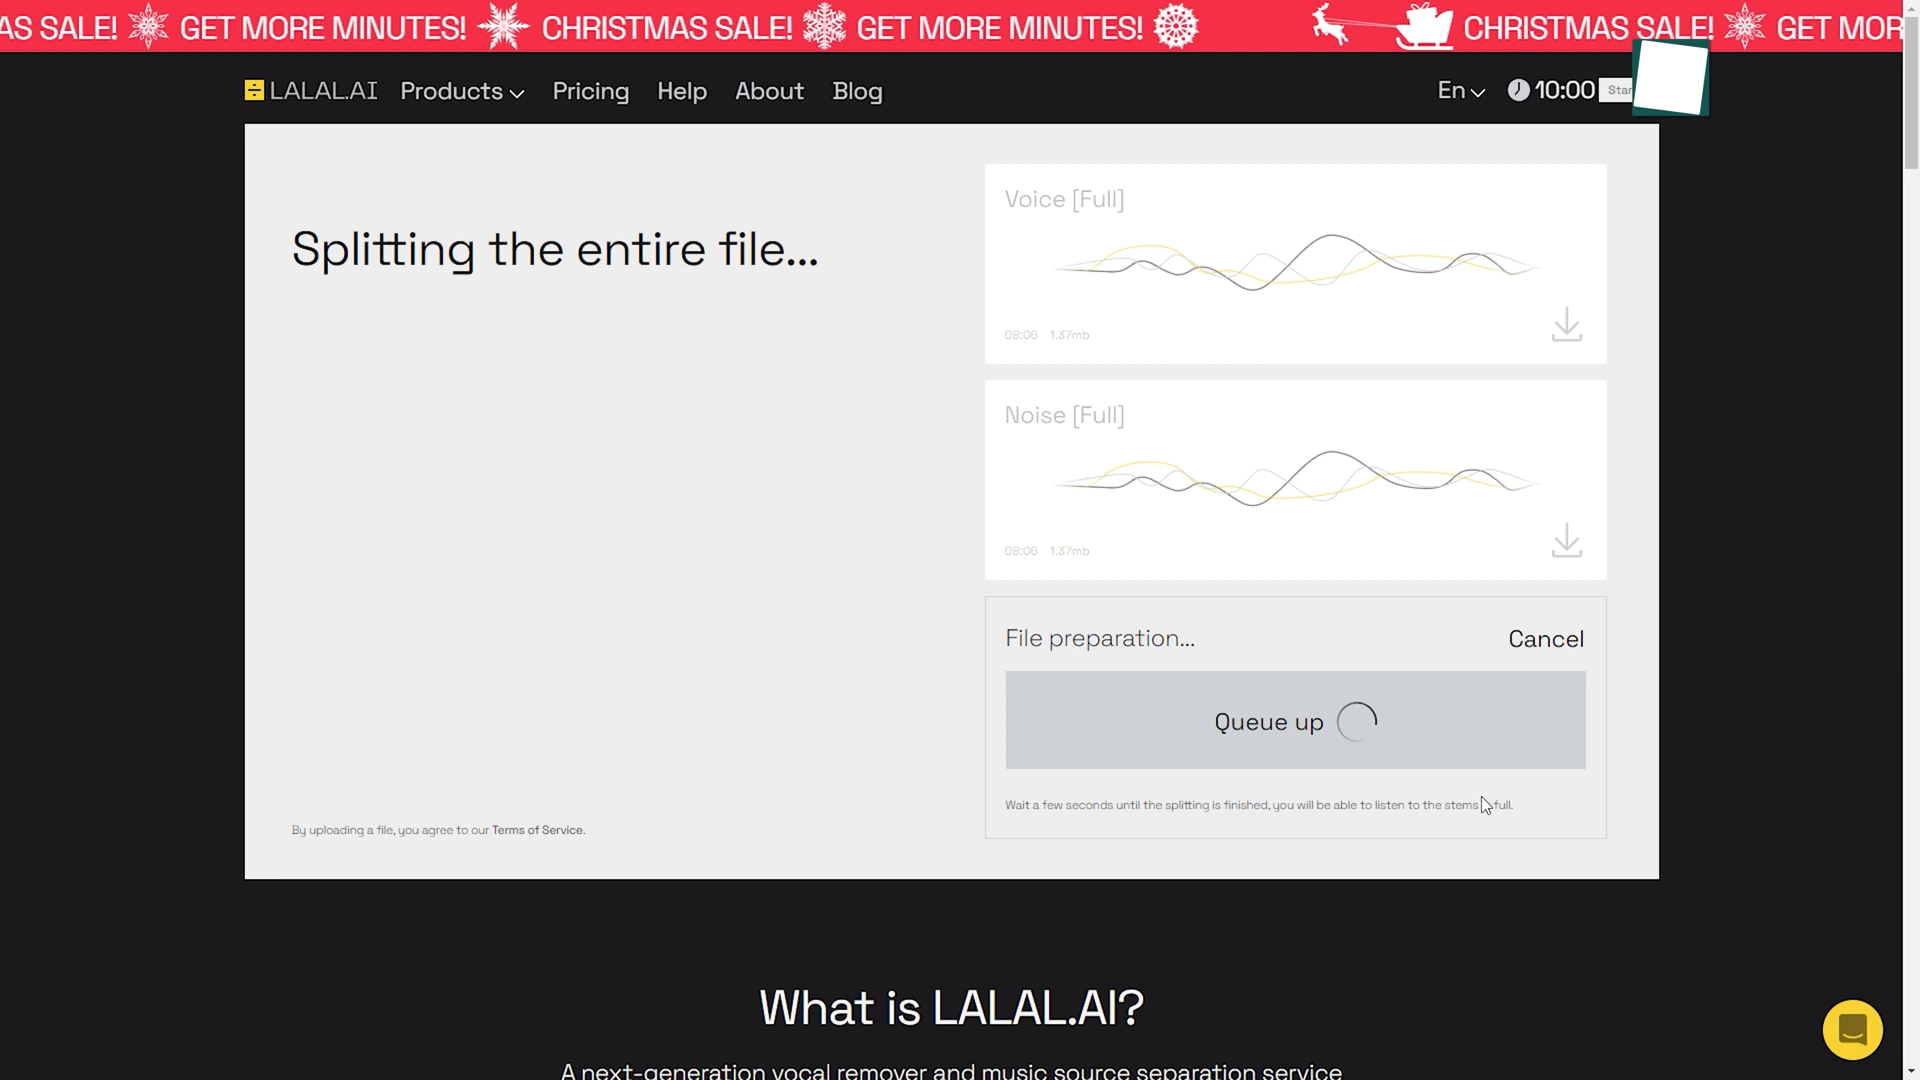 AS SALE! GET MORE MINUTES! CHRISTMAS SALE! GET MORE MINUTES! CHRISTMAS SALE! GET MOR
LALAL.AI Products Pricing Help About Blog En 10:00 Star
Splitting the entire file...
By uploading a file, you agree to our Terms of Service.
Voice [Full]
08:06 1.37mb
Noise [Full]
08:06 1.37mb
File preparation... Cancel
Queue up
Wait a few seconds until the splitting is finished, you will be able to listen to the stems full.
What is LALAL.AI?
A next-generation vocal remover and music source separation service